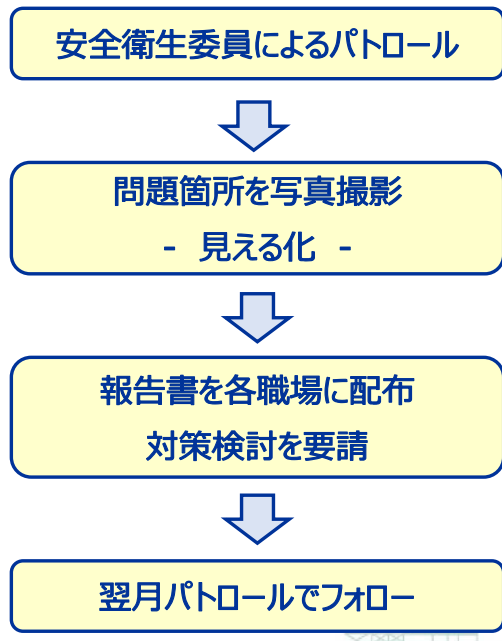 安全衛生委員によるパトロール
問題箇所を写真撮影
- 見える化 -
報告書を各職場に配布
対策検討を要請
翌月パトロールでフォロー